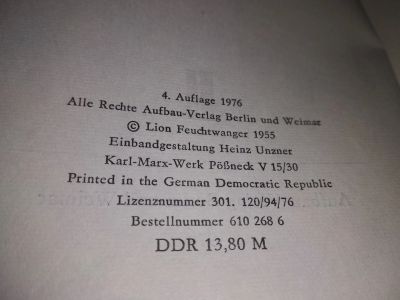 4. Auflage 1976
Alle Rechte Aufbau-Verlag Berlin und Weimar
© Lion Feuchtwanger 1955
Einbandgestaltung Heinz Unzner
Karl-Marx-Werk Pößneck V 15/30
Printed in the German Democratic Republic
Lizenznummer 301. 120/94/76
Bestellnummer 610 268 6
DDR 13,80 M